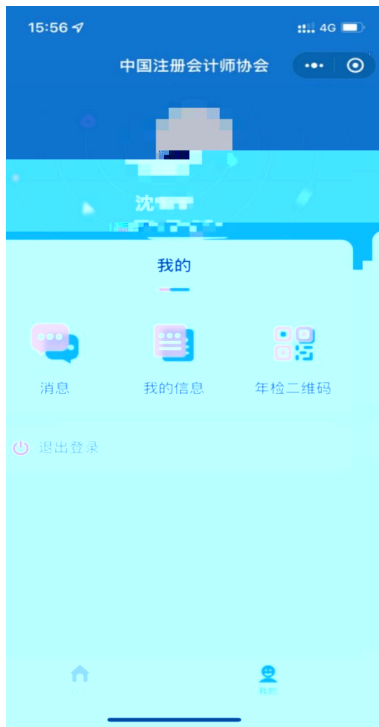 15:56 4G
中国注册会计师协会
沈
我的
消息 我的信息 年检二维码
退出登录
我的